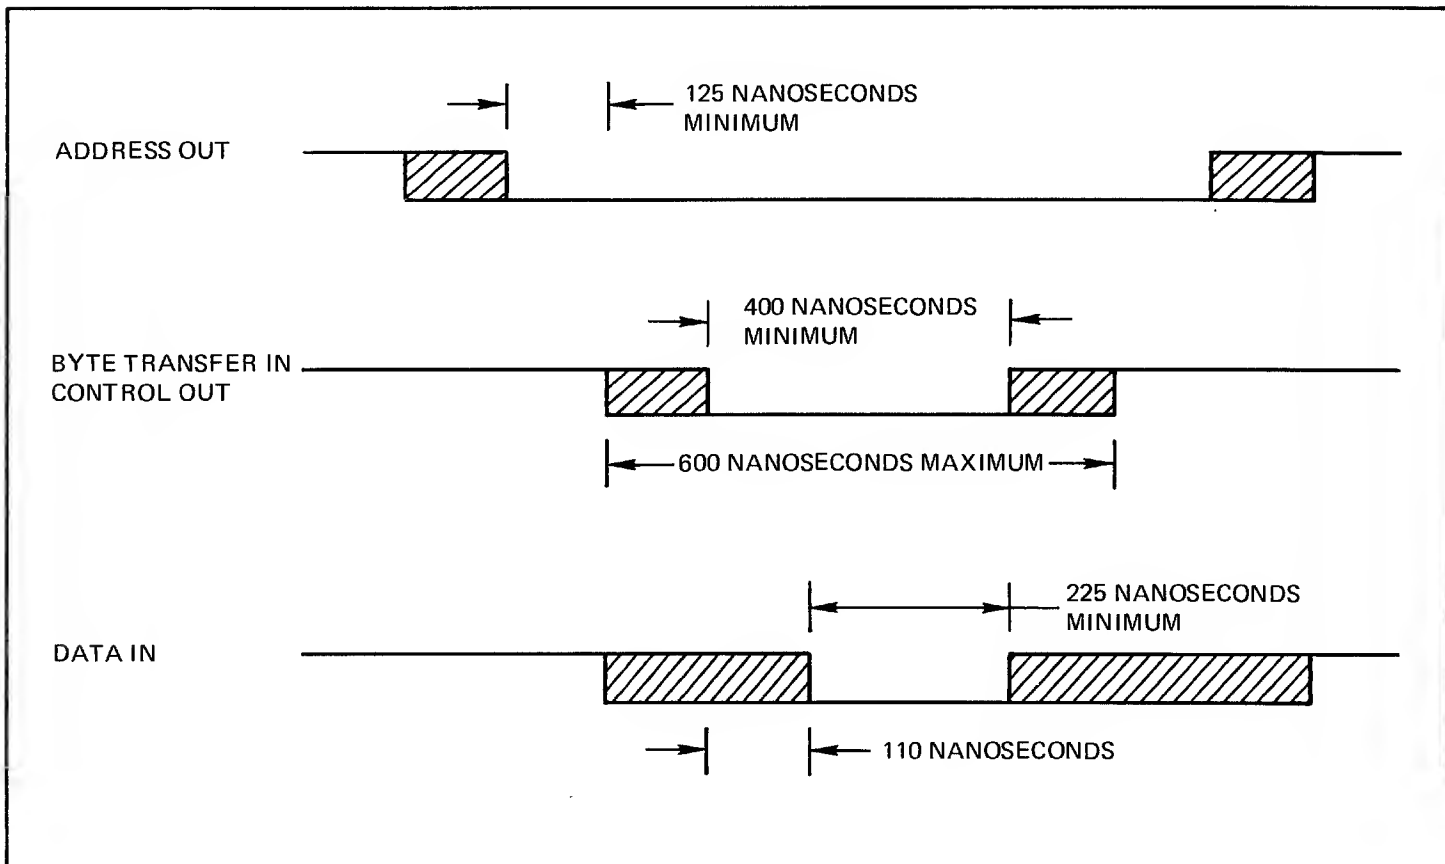 125 NANOSECONDS
MINIMUM
ADDRESS OUT
400 NANOSECONDS
MINIMUM
BYTE TRANSFER IN
CONTROL OUT
600 NANOSECONDS MAXIMUM
225 NANOSECONDS
MINIMUM
DATA IN
110 NANOSECONDS